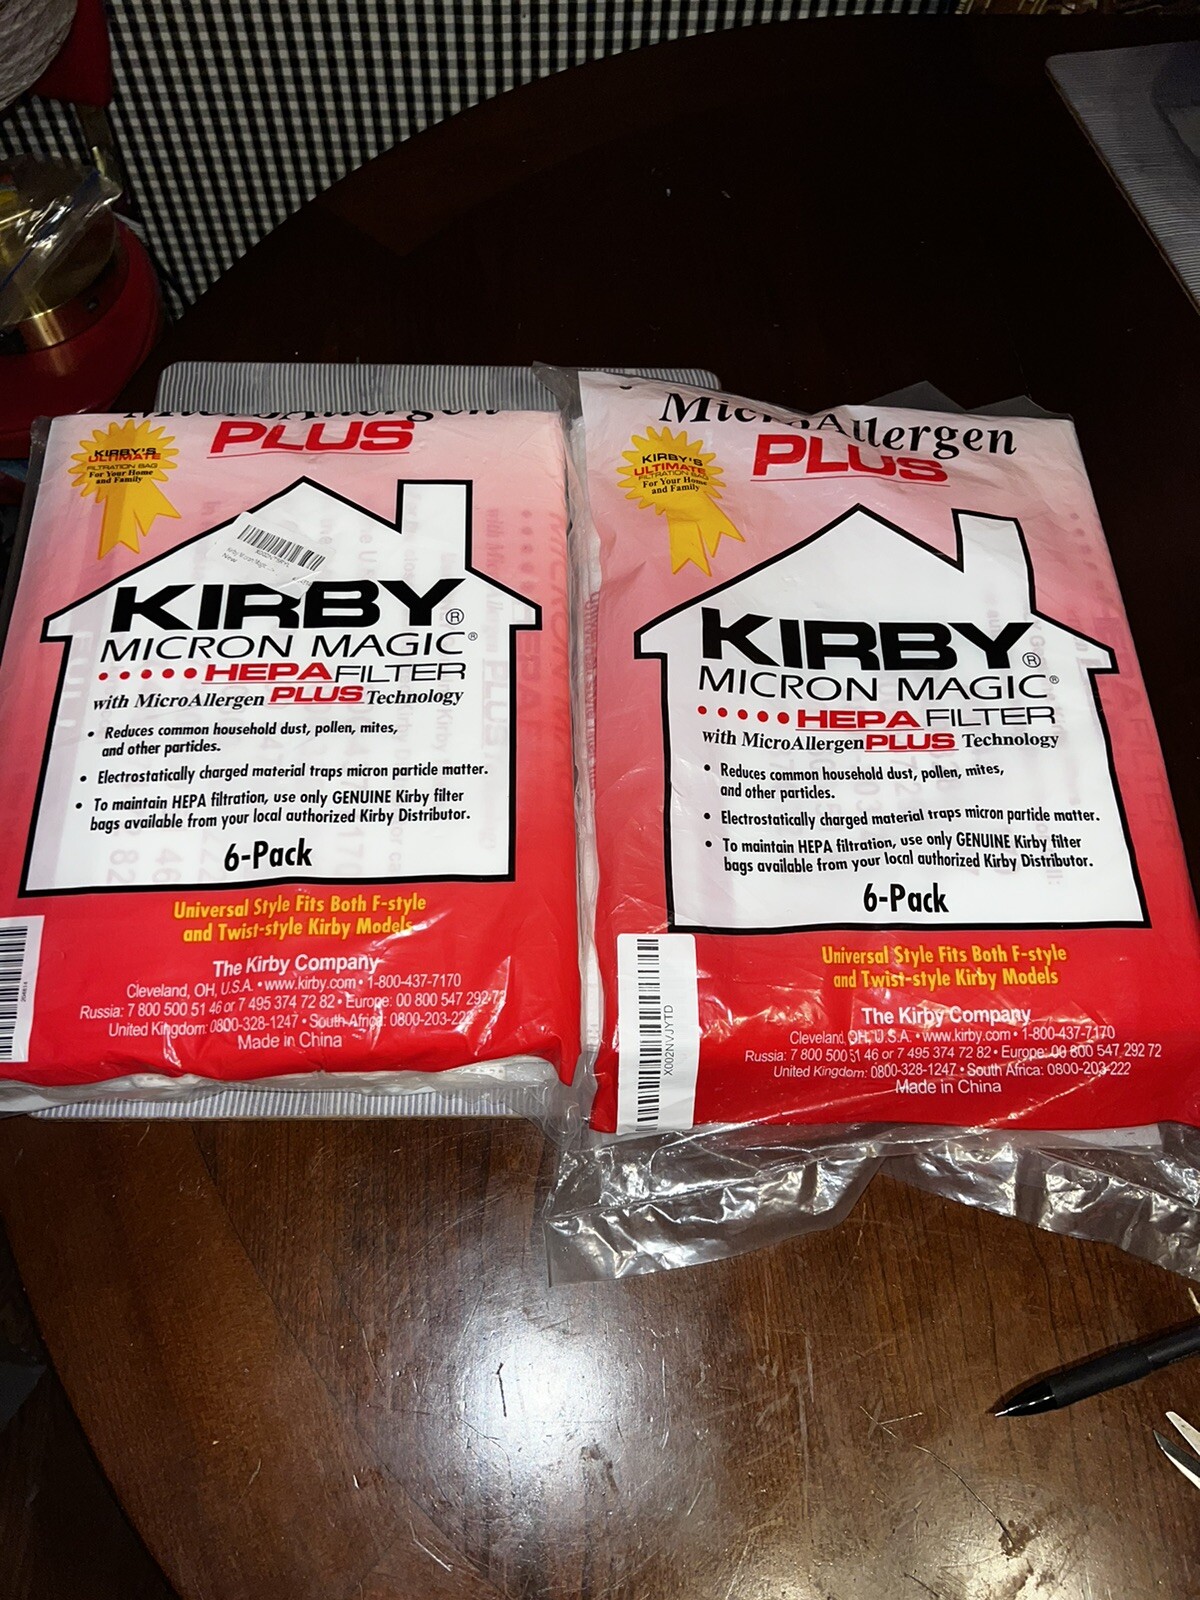 MicroAllergen
PLUS
KIRBY'S
ULTIMATE
FILTRATION BAG
For Your Home
and Family
KIRBY®
MICRON MAGIC®
•••••HEPA FILTER
with MicroAllergen PLUS Technology
• Reduces common household dust, pollen, mites,
and other particles.
• Electrostatically charged material traps micron particle matter.
• To maintain HEPA filtration, use only GENUINE Kirby filter
bags available from your local authorized Kirby Distributor.
6-Pack
Universal Style Fits Both F-style
and Twist-style Kirby Models
The Kirby Company
Cleveland, OH, U.S.A. • www.kirby.com • 1-800-437-7170
Russia: 7 800 500 51 46 or 7 495 374 72 82 • Europe: 00 800 547 292 7
United Kingdom: 0800-328-1247 • South Africa: 0800-203-222
Made in China
MicroAllergen
PLUS
KIRBY'S
ULTIMATE
FILTRATION BAG
For Your Home
and Family
KIRBY®
MICRON MAGIC®
•••••HEPA FILTER
with MicroAllergen PLUS Technology
• Reduces common household dust, pollen, mites,
and other particles.
• Electrostatically charged material traps micron particle matter.
• To maintain HEPA filtration, use only GENUINE Kirby filter
bags available from your local authorized Kirby Distributor.
6-Pack
Universal Style Fits Both F-style
and Twist-style Kirby Models
X002NVJYTD
The Kirby Company
Cleveland, OH, U.S.A. • www.kirby.com • 1-800-437-7170
Russia: 7 800 500 51 46 or 7 495 374 72 82 • Europe: 00 800 547 292 72
United Kingdom: 0800-328-1247 • South Africa: 0800-203-222
Made in China